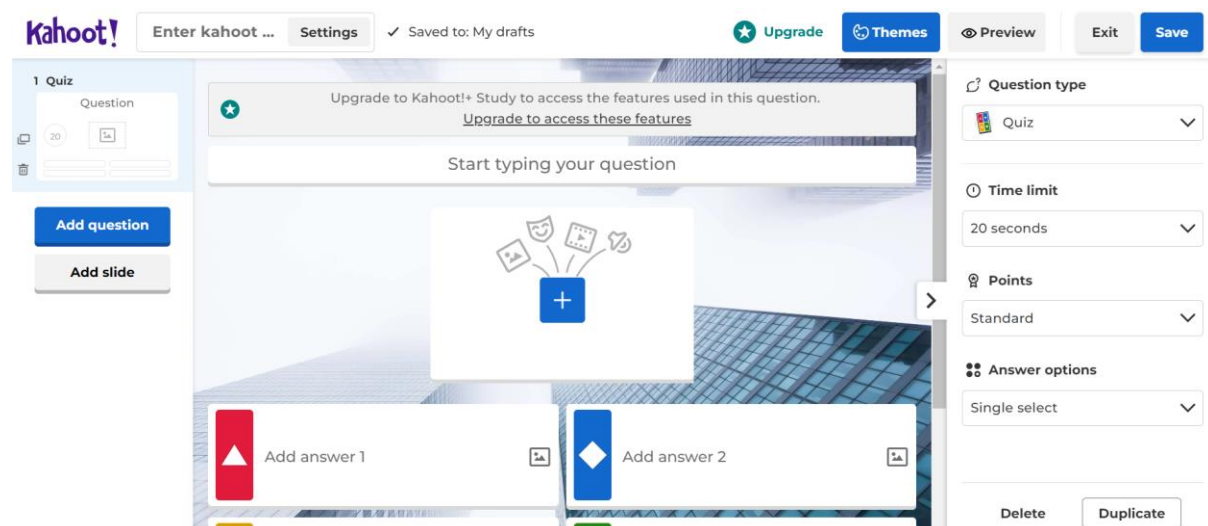 Kahoot!
Enter kahoot ...
Settings
Saved to: My drafts
Upgrade
Themes
Preview
Exit
Save
1 Quiz
Question
20
Add question
Add slide
Upgrade to Kahoot!+ Study to access the features used in this question.
Upgrade to access these features
Start typing your question
Add answer 1
Add answer 2
Question type
Quiz
Time limit
20 seconds
Points
Standard
Answer options
Single select
Delete
Duplicate